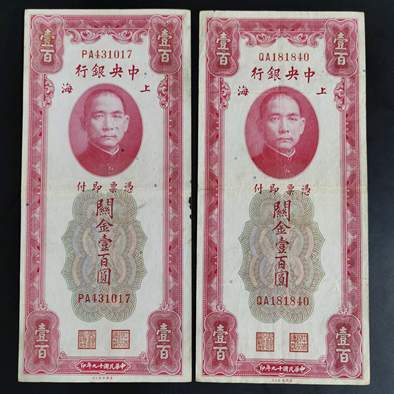 壹百 壹百
PA431017
行銀央中
海 上
付即票憑
關金壹百圓
PA431017
壹百 壹百
印年九十國民華中
壹百 壹百
QA181840
行銀央中
海 上
付即票憑
關金壹百圓
QA181840
壹百 壹百
印年九十國民華中